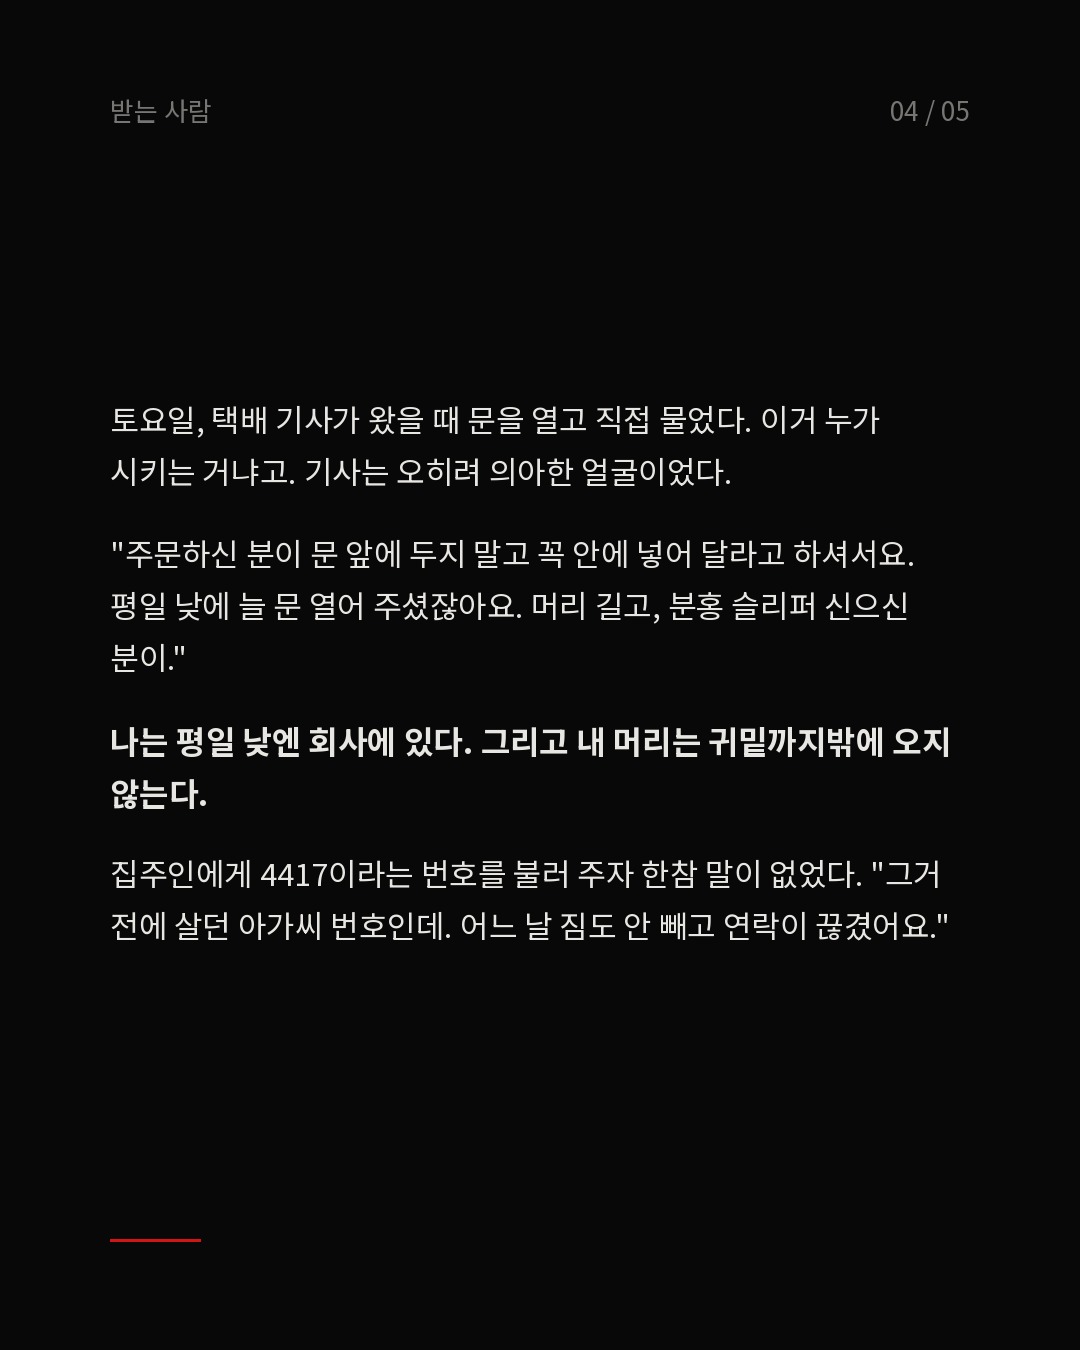 받는 사람
04 / 05
토요일, 택배 기사가 왔을 때 문을 열고 직접 물었다. 이거 누가
시키는 거냐고. 기사는 오히려 의아한 얼굴이었다.
"주문하신 분이 문 앞에 두지 말고 꼭 안에 넣어 달라고 하셔서요.
평일 낮에 늘 문 열어 주셨잖아요. 머리 길고, 분홍 슬리퍼 신으신
분이."
나는 평일 낮엔 회사에 있다. 그리고 내 머리는 귀밑까지밖에 오지
않는다.
집주인에게 4417이라는 번호를 불러 주자 한참 말이 없었다. "그거
전에 살던 아가씨 번호인데. 어느 날 짐도 안 빼고 연락이 끊겼어요."